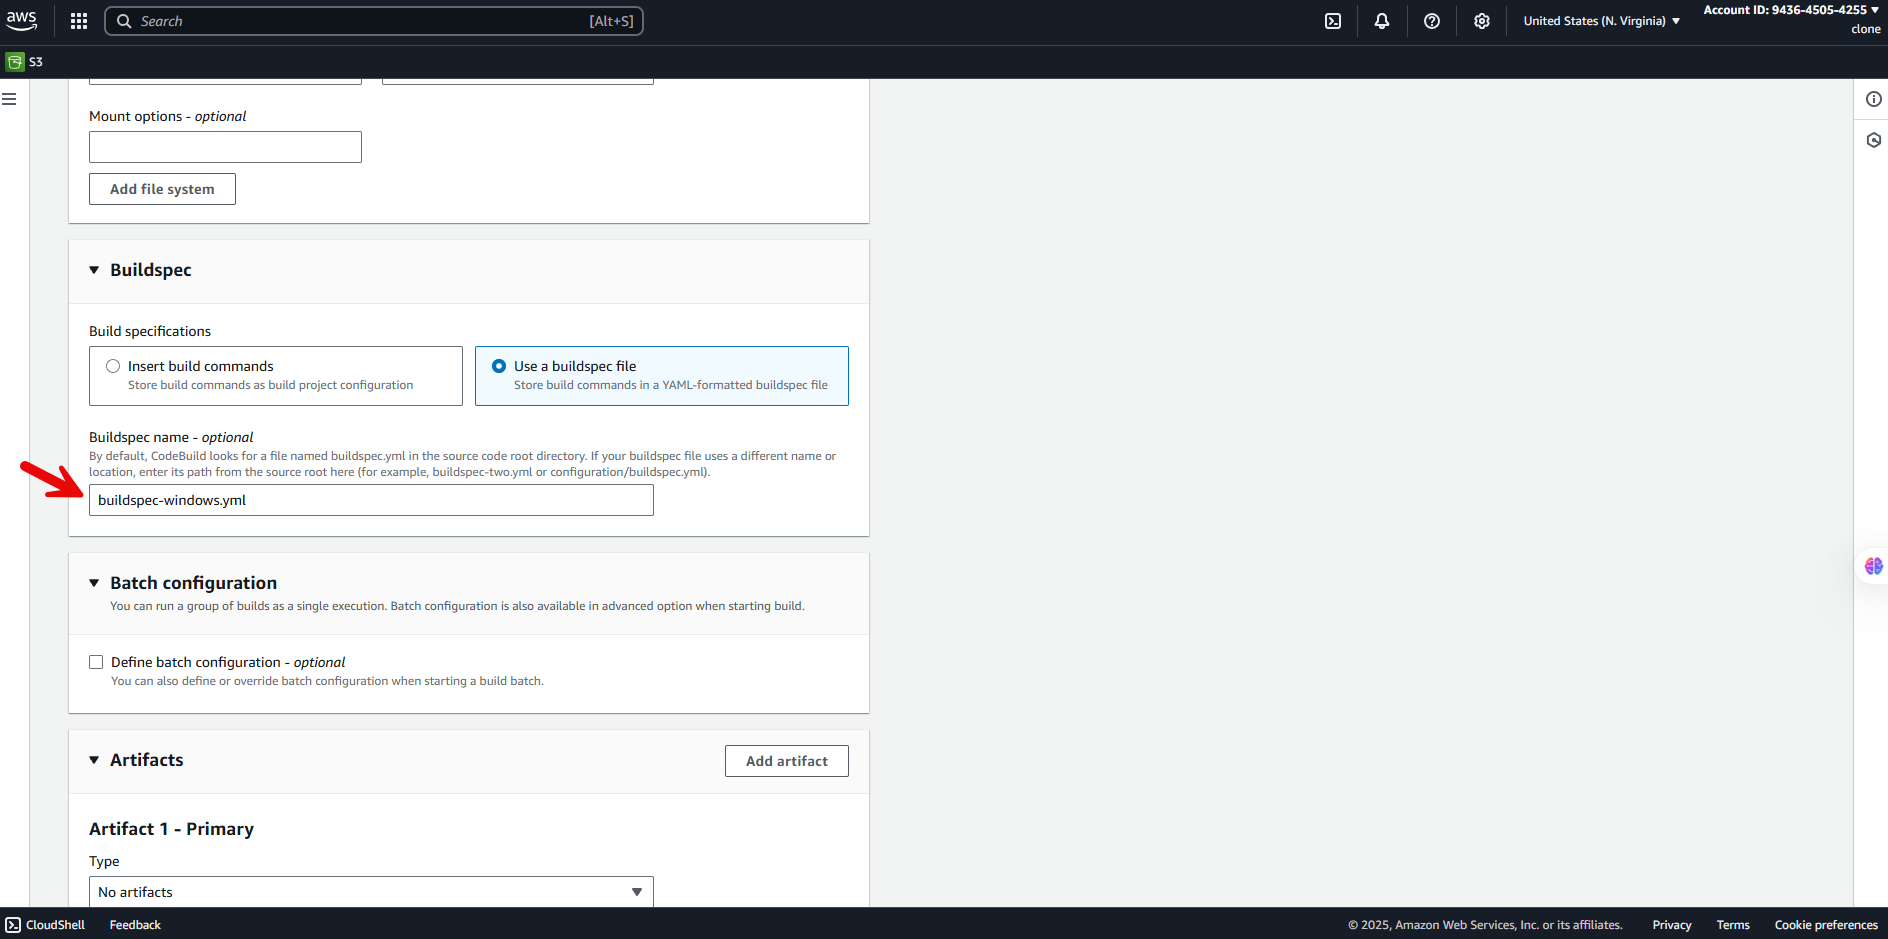 aws
Search
[Alt+S]
United States (N. Virginia)
Account ID: 9436-4505-4255
clone
S3
Mount options - optional
Add file system
Buildspec
Build specifications
Insert build commands
Store build commands as build project configuration
Use a buildspec file
Store build commands in a YAML-formatted buildspec file
Buildspec name - optional
By default, CodeBuild looks for a file named buildspec.yml in the source code root directory. If your buildspec file uses a different name or
location, enter its path from the source root here (for example, buildspec-two.yml or configuration/buildspec.yml).
buildspec-windows.yml
Batch configuration
You can run a group of builds as a single execution. Batch configuration is also available in advanced option when starting build.
Define batch configuration - optional
You can also define or override batch configuration when starting a build batch.
Artifacts
Add artifact
Artifact 1 - Primary
Type
No artifacts
CloudShell
Feedback
© 2025, Amazon Web Services, Inc. or its affiliates.
Privacy
Terms
Cookie preferences